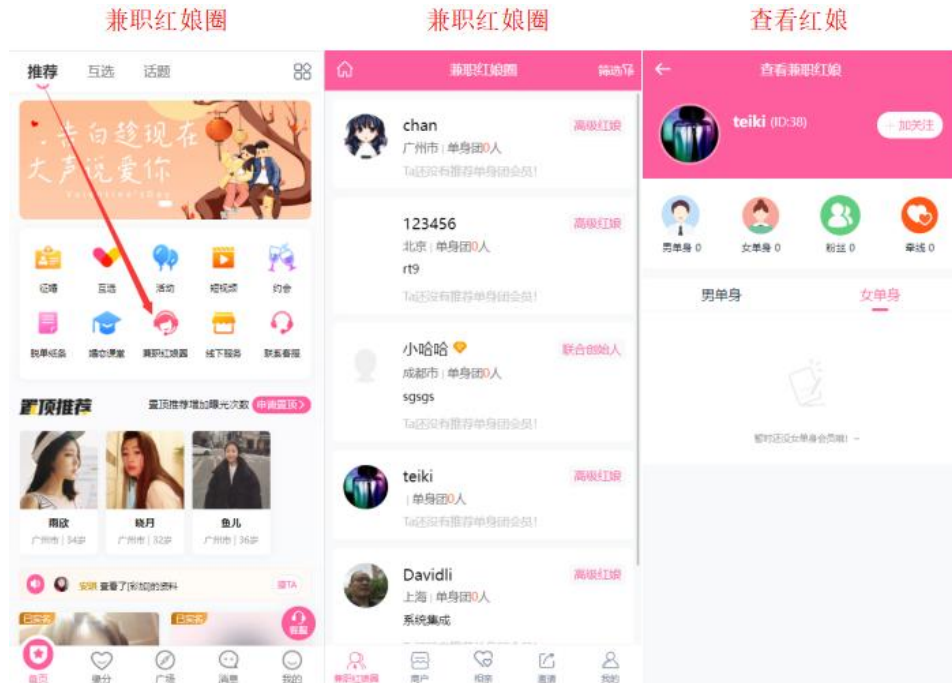 兼职红娘圈
兼职红娘圈
查看红娘
推荐
互选
话题
告白趁现在
大声说爱你
Valentine'sDay
征婚
互选
活动
短视频
约会
脱单纸条
婚恋课堂
兼职红娘圈
线下服务
联系客服
置顶推荐
置顶推荐增加曝光次数
申请置顶>
雨欣
广州市 | 34岁
晓月
广州市 | 32岁
鱼儿
广州市 | 36岁
查看了[彩加]的资料
撩TA
已实名
已实名
客服
首页
缘分
广场
消息
我的
兼职红娘圈
筛选
chan
高级红娘
广州市 | 单身团0人
Ta还没有推荐单身团会员!
123456
高级红娘
北京 | 单身团0人
rt9
Ta还没有推荐单身团会员!
小哈哈
联合创始人
成都市 | 单身团0人
sgsgs
Ta还没有推荐单身团会员!
teiki
高级红娘
| 单身团0人
Ta还没有推荐单身团会员!
Davidli
高级红娘
上海 | 单身团0人
系统集成
兼职红娘圈
商户
相亲
邀请
我的
查看兼职红娘
teiki (ID:38)
+ 加关注
男单身 0
女单身 0
粉丝 0
牵线 0
男单身
女单身
暂时还没女单身会员哦! ~